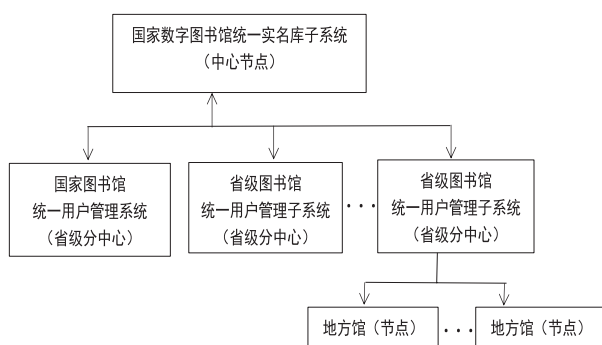 国家数字图书馆统一实名库子系统
（中心节点）
国家图书馆
统一用户管理系统
（省级分中心）
省级图书馆
统一用户管理子系统
（省级分中心）
···
省级图书馆
统一用户管理子系统
（省级分中心）
地方馆（节点）
···
地方馆（节点）